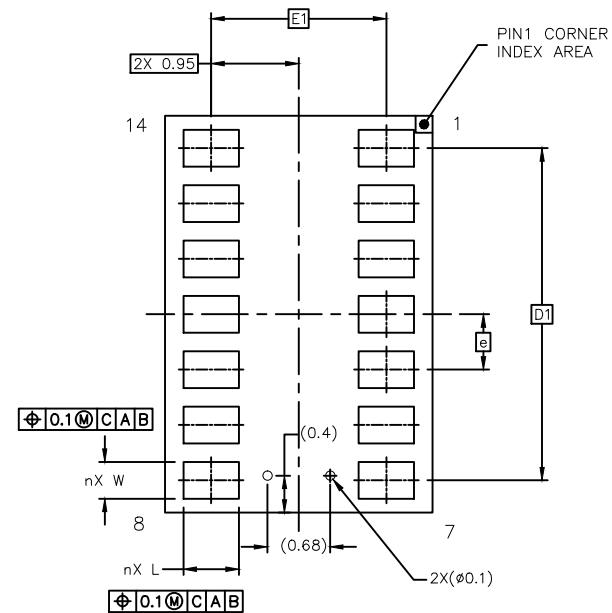 E1
PIN1 CORNER
INDEX AREA
2X 0.95
14
1
D1
e
⌖ 0.1 Ⓜ C A B
(0.4)
nX W
8
7
(0.68)
nX L
2X(⌀0.1)
⌖ 0.1 Ⓜ C A B